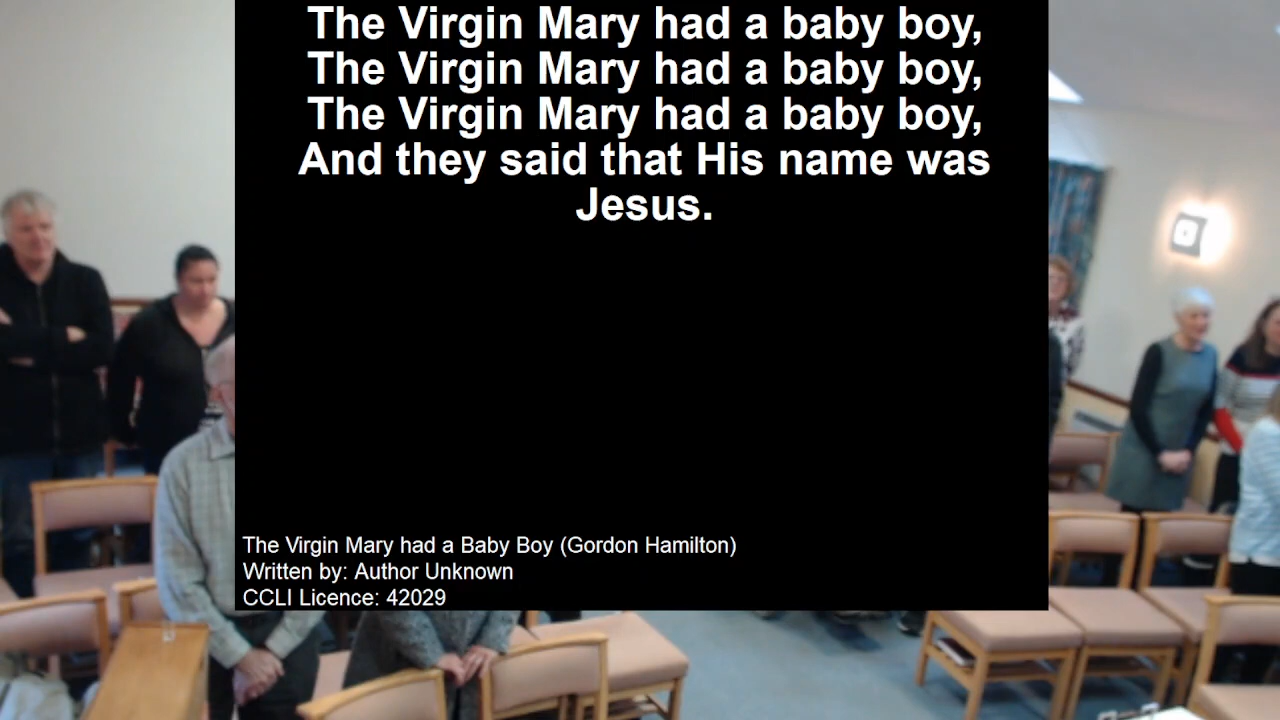 The Virgin Mary had a baby boy,
The Virgin Mary had a baby boy,
The Virgin Mary had a baby boy,
And they said that His name was
Jesus.
The Virgin Mary had a Baby Boy (Gordon Hamilton)
Written by: Author Unknown
CCLI Licence: 42029